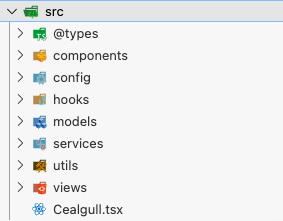 src
@types
components
config
hooks
models
services
utils
views
Cealgull.tsx